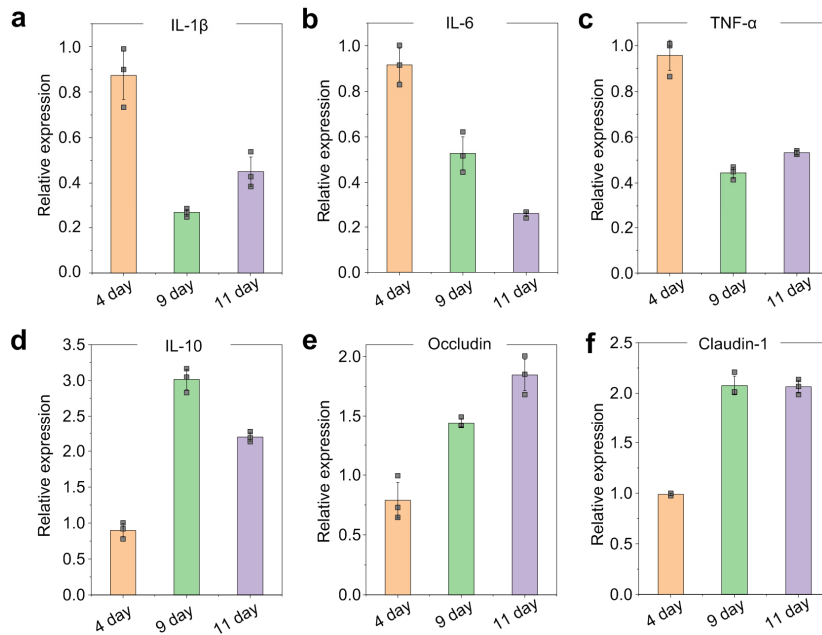 a
IL-1β
Relative expression
1.0
0.8
0.6
0.4
0.2
0.0
4 day
9 day
11 day
b
IL-6
Relative expression
1.0
0.8
0.6
0.4
0.2
0.0
4 day
9 day
11 day
c
TNF-α
Relative expression
1.0
0.8
0.6
0.4
0.2
0.0
4 day
9 day
11 day
d
IL-10
Relative expression
3.5
3.0
2.5
2.0
1.5
1.0
0.5
0.0
4 day
9 day
11 day
e
Occludin
Relative expression
2.0
1.5
1.0
0.5
0.0
4 day
9 day
11 day
f
Claudin-1
Relative expression
2.5
2.0
1.5
1.0
0.5
0.0
4 day
9 day
11 day